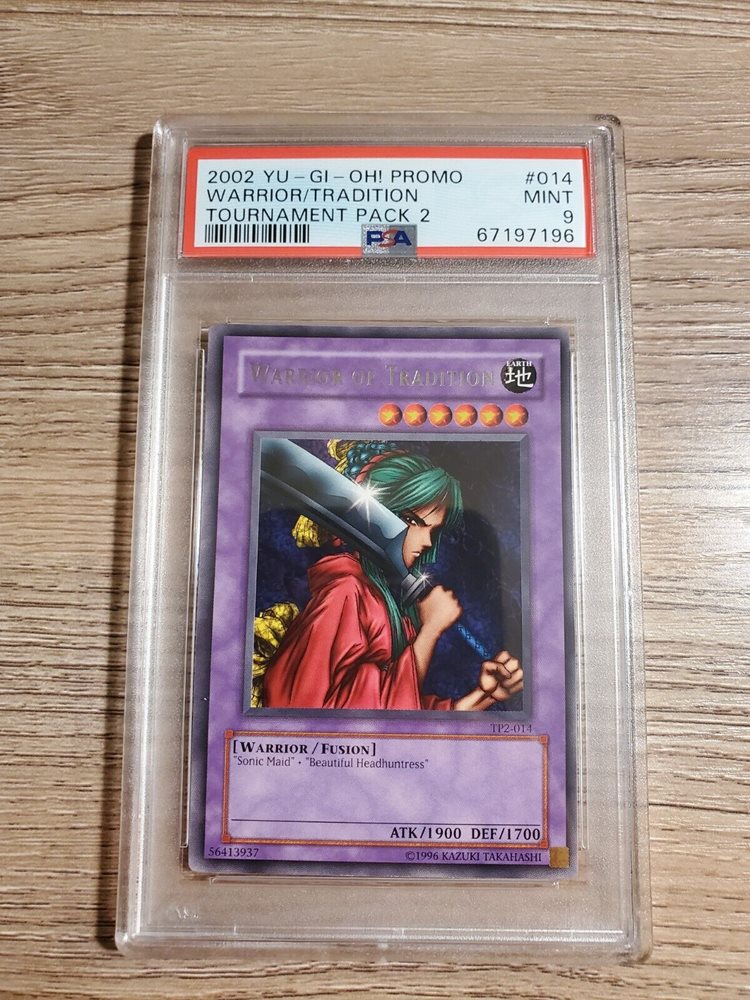 2002 YU-GI-OH! PROMO #014
WARRIOR/TRADITION MINT
TOURNAMENT PACK 2 9
PSA 67197196
WARRIOR OF TRADITION
EARTH
地
TP2-014
[WARRIOR/FUSION]
"Sonic Maid" • "Beautiful Headhuntress"
ATK/1900 DEF/1700
56413937 ©1996 KAZUKI TAKAHASHI